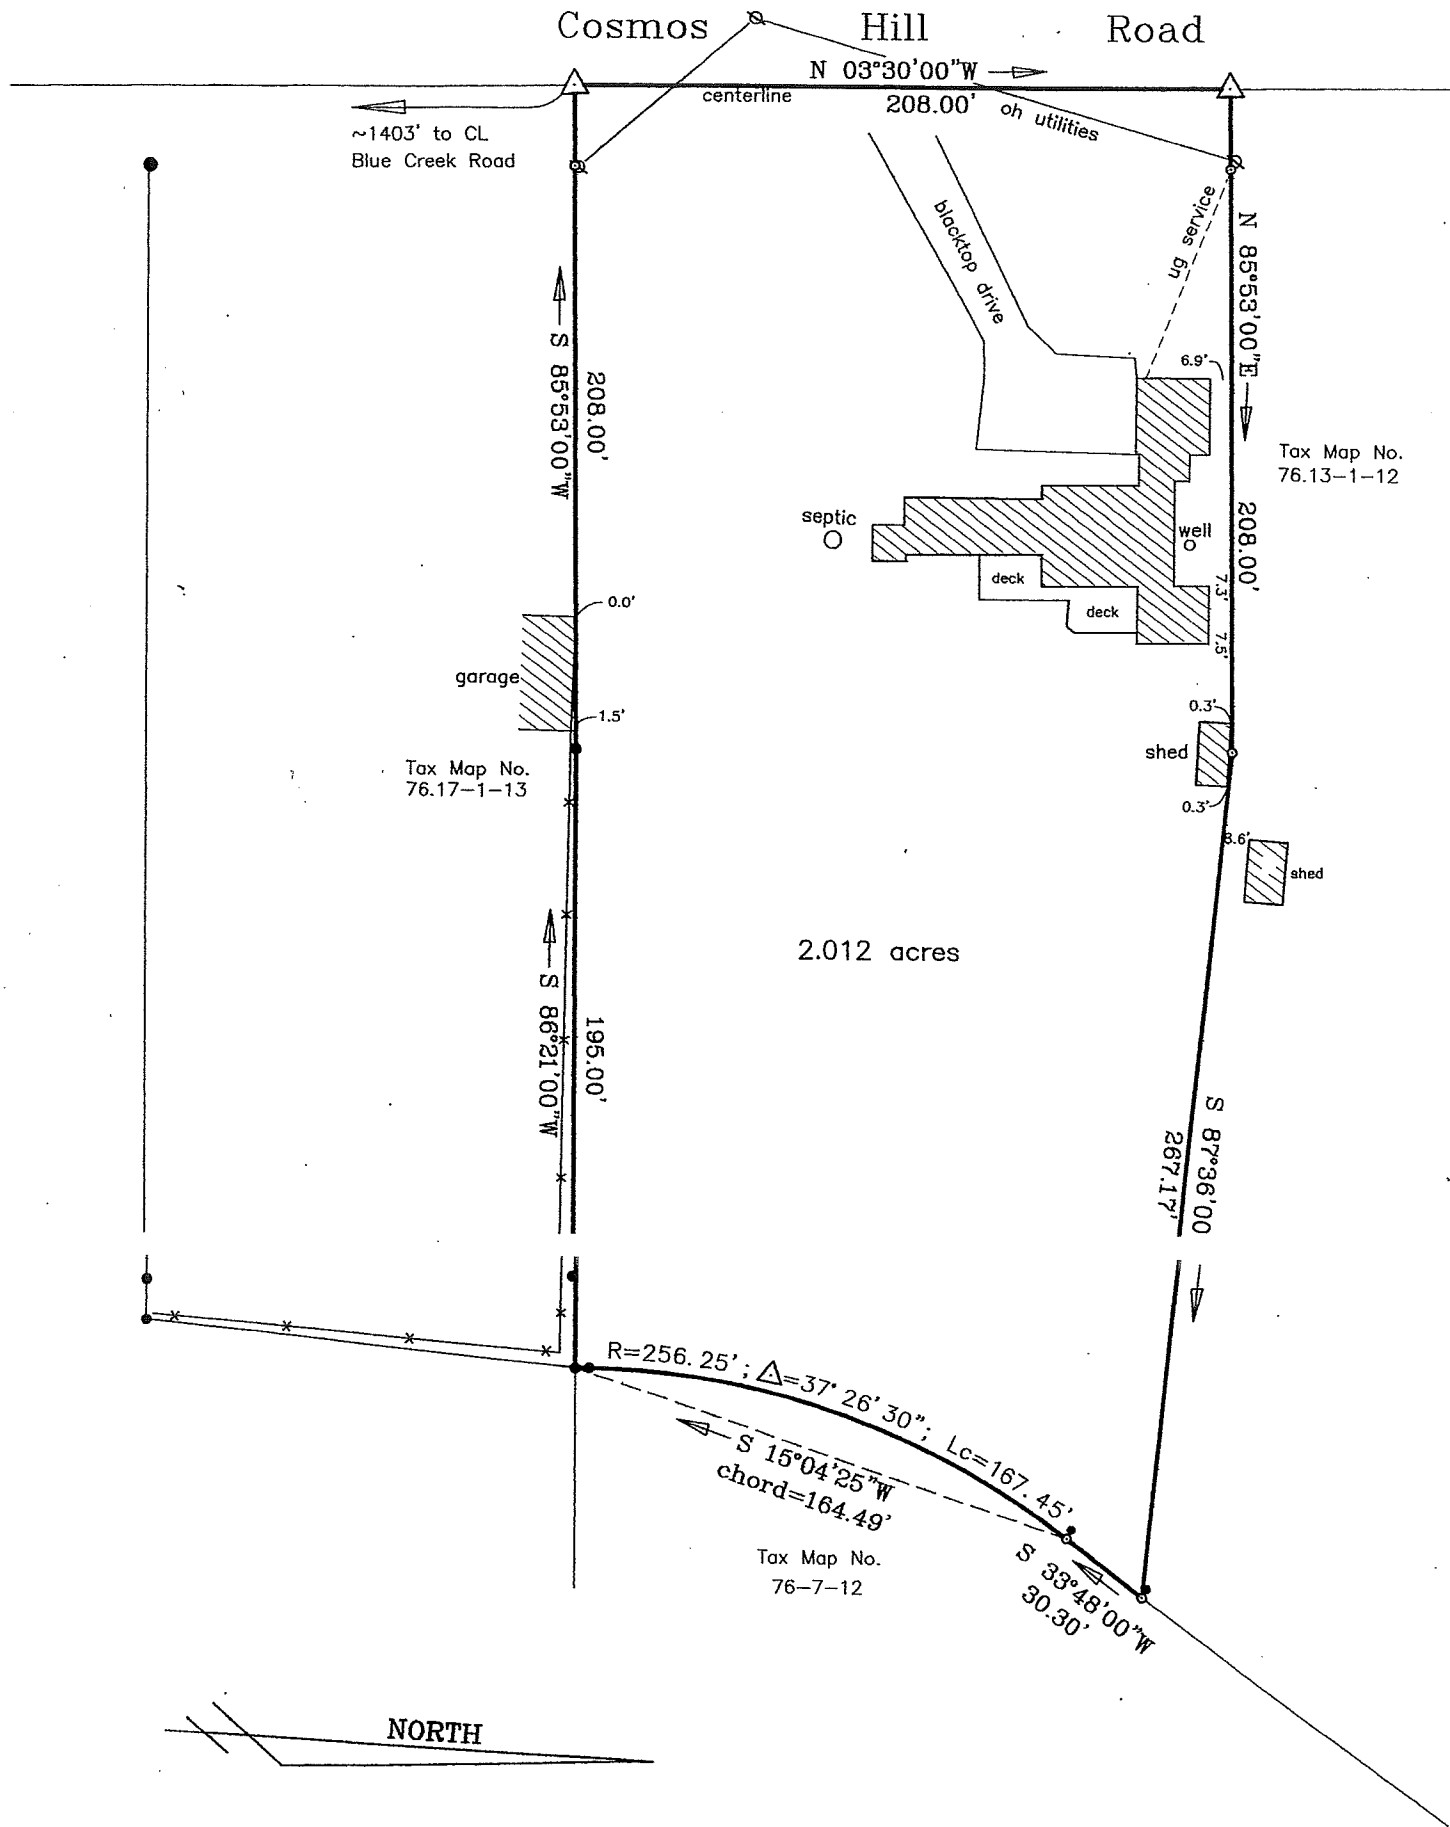 Cosmos Hill Road
N 03°30'00"W
centerline
208.00'
oh utilities
~1403' to CL
Blue Creek Road
blacktop drive
ug service
N 85°53'00"E
208.00'
6.9'
Tax Map No.
76.13-1-12
S 85°53'00"W
208.00'
septic
well
deck
deck
7.3'
7.5'
0.0'
garage
1.5'
0.3'
shed
0.3'
Tax Map No.
76.17-1-13
8.6'
shed
2.012 acres
S 86°21'00"W
195.00'
S 87°36'00
267.17'
R=256.25'; △=37°26'30"; Lc=167.45'
S 15°04'25"W
chord=164.49'
S 33°48'00"W
30.30'
Tax Map No.
76-7-12
NORTH